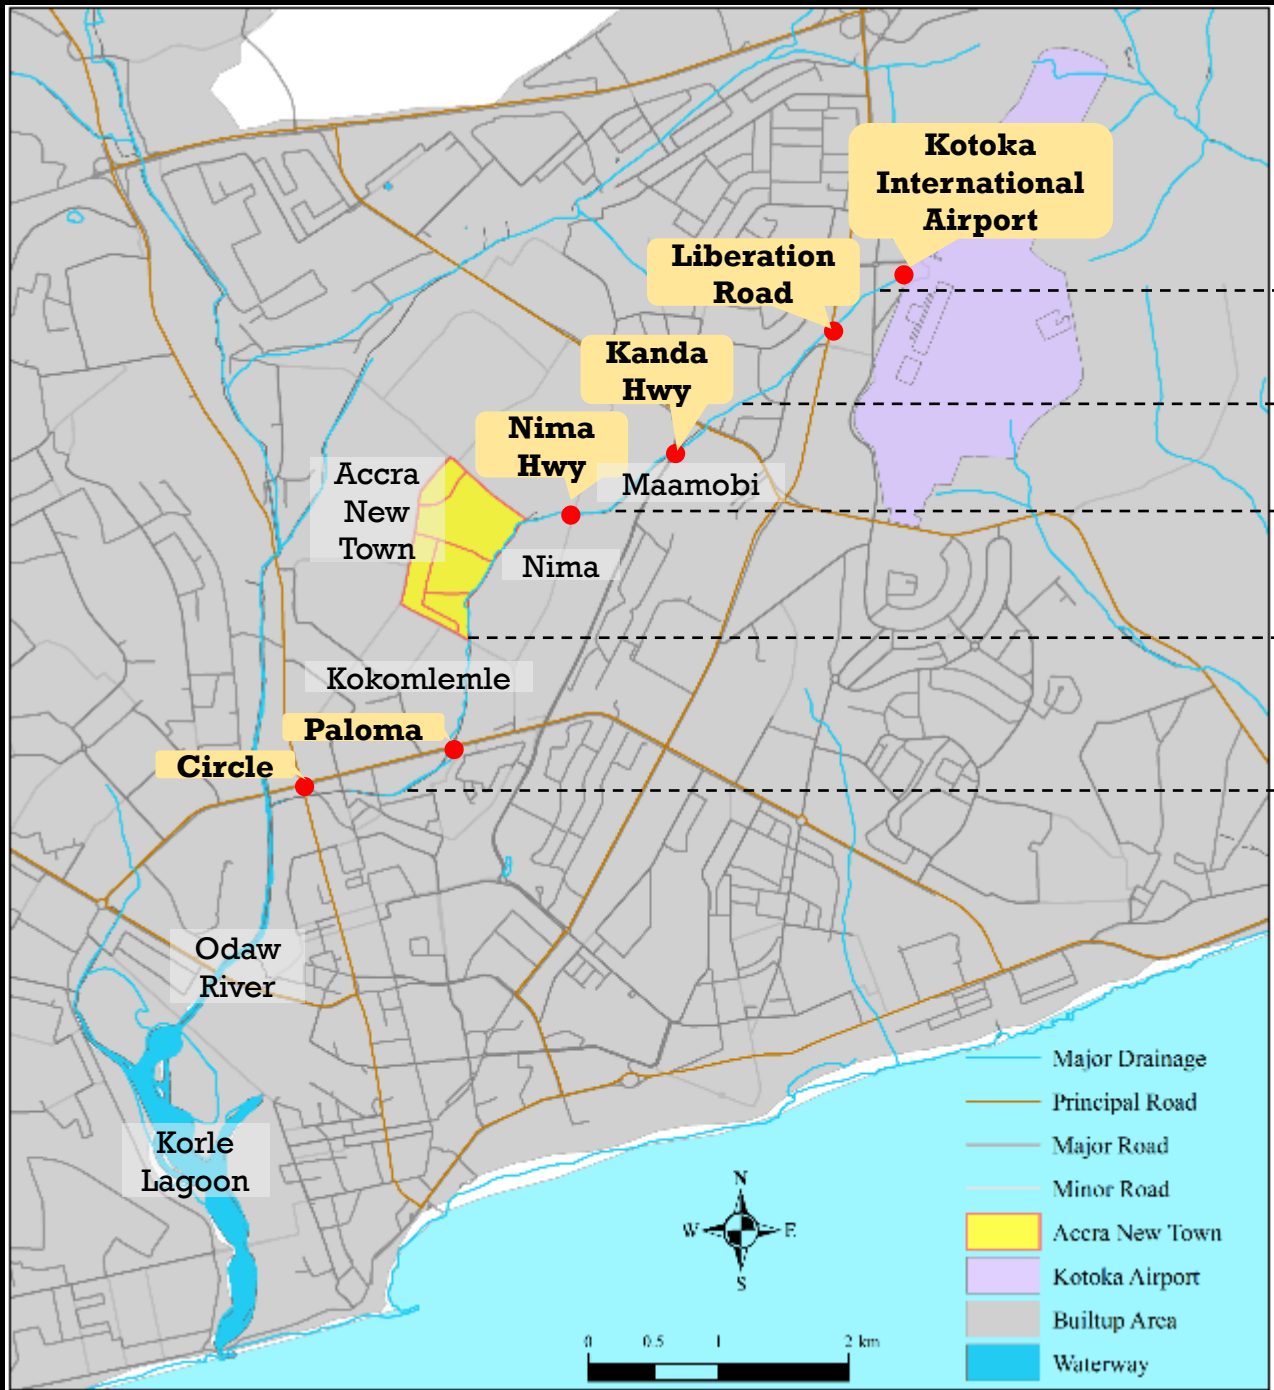 Kotoka
International
Airport
Liberation
Road
Kanda
Hwy
Nima
Hwy
Accra
New
Town
Maamobi
Nima
Kokomlemle
Paloma
Circle
Odaw
River
Korle
Lagoon
N
W
E
S
0
0.5
1
2 km
Major Drainage
Principal Road
Major Road
Minor Road
Accra New Town
Kotoka Airport
Builtup Area
Waterway